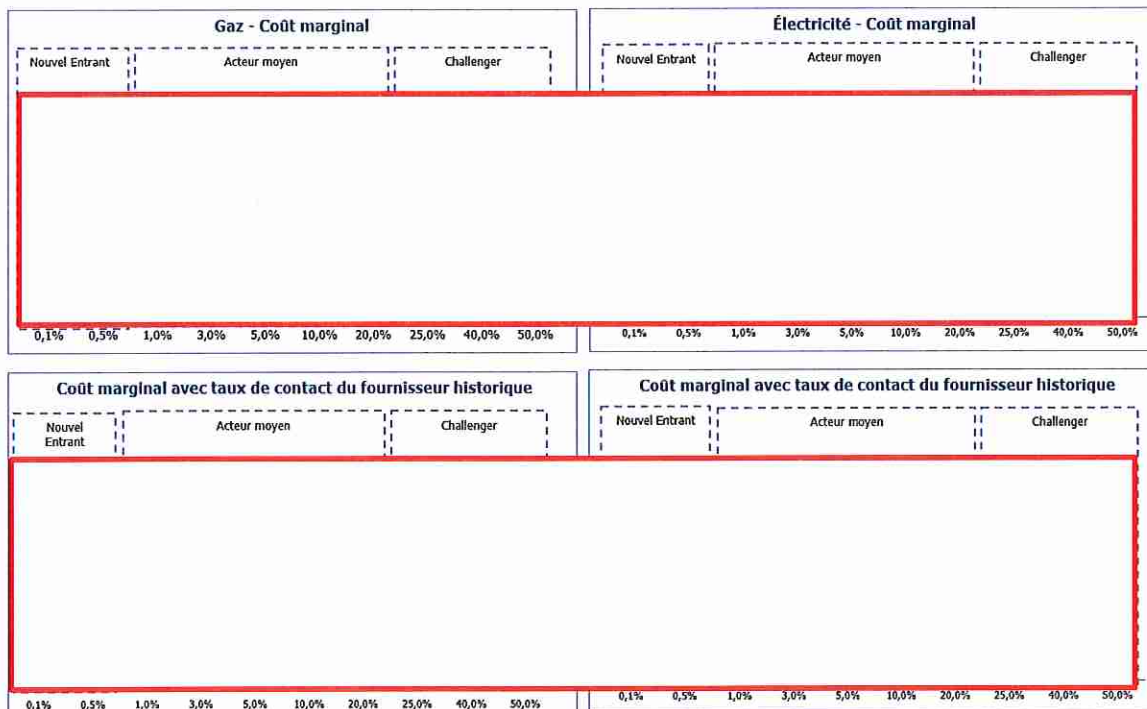 Gaz - Coût marginal
Nouvel Entrant Acteur moyen Challenger
0,1% 0,5% 1,0% 3,0% 5,0% 10,0% 20,0% 25,0% 40,0% 50,0%
Électricité - Coût marginal
Nouvel Entrant Acteur moyen Challenger
0,1% 0,5% 1,0% 3,0% 5,0% 10,0% 20,0% 25,0% 40,0% 50,0%
Coût marginal avec taux de contact du fournisseur historique
Nouvel
Entrant Acteur moyen Challenger
0,1% 0,5% 1,0% 3,0% 5,0% 10,0% 20,0% 25,0% 40,0% 50,0%
Coût marginal avec taux de contact du fournisseur historique
Nouvel Entrant Acteur moyen Challenger
0,1% 0,5% 1,0% 3,0% 5,0% 10,0% 20,0% 25,0% 40,0% 50,0%